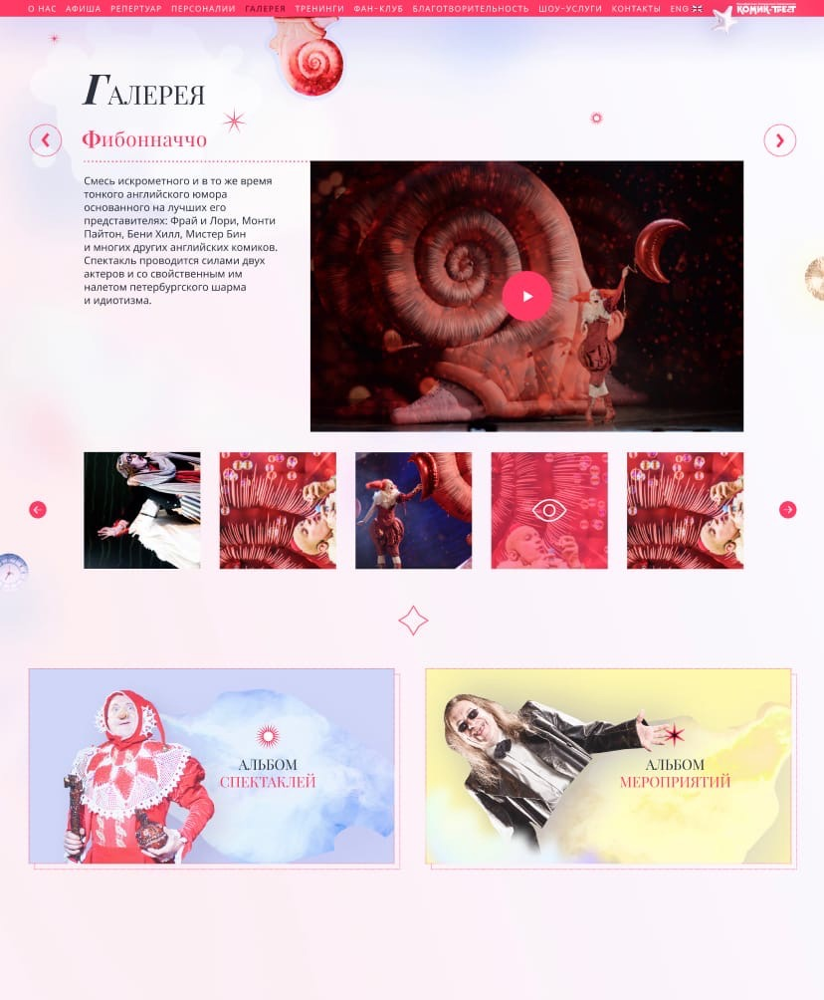 О НАС АФИША РЕПЕРТУАР ПЕРСОНАЛИИ ГАЛЕРЕЯ ТРЕНИНГИ ФАН-КЛУБ БЛАГОТВОРИТЕЛЬНОСТЬ ШОУ-УСЛУГИ КОНТАКТЫ ENG
КОМИК-ТРЕСТ
ГАЛЕРЕЯ
Фибонначчо
Смесь искрометного и в то же время
тонкого английского юмора
основанного на лучших его
представителях: Фрай и Лори, Монти
Пайтон, Бени Хилл, Мистер Бин
и многих других английских комиков.
Спектакль проводится силами двух
актеров и со свойственным им
налетом петербургского шарма
и идиотизма.
АЛЬБОМ
СПЕКТАКЛЕЙ
АЛЬБОМ
МЕРОПРИЯТИЙ